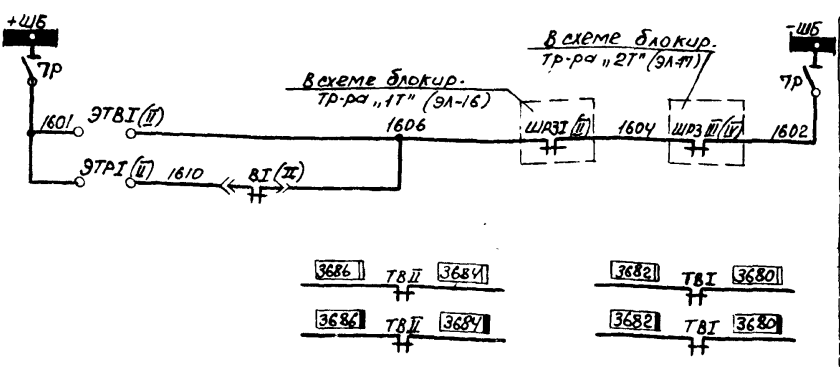 +ШБ
7Р
1601
ЭТВI(II)
ЭТРI(II)
1610
ВI(II)
1606
В схеме блокир.
тр-ра „1Т" (ЭЛ-16)
В схеме блокир.
тр-ра „2Т" (ЭЛ-17)
ШРЗI(II)
1604
ШРЗIII(IV)
1602
-ШБ
7Р
3686 ТВII 3684
3682 ТВI 3680
3686 ТВII 3684
3682 ТВI 3680